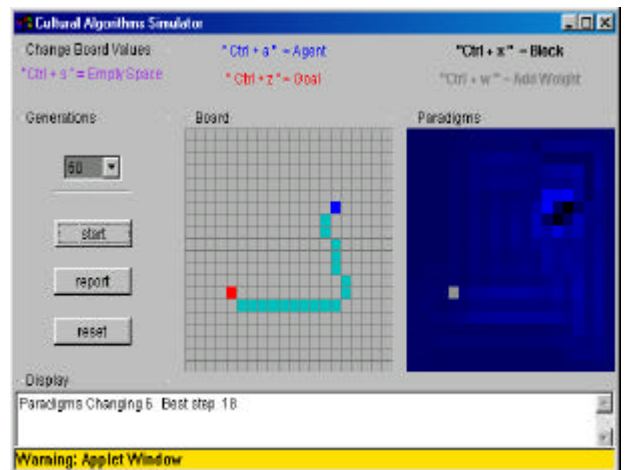 Cultural Algorithms Simulator
Change Board Values "Ctrl + a" = Agent "Ctrl + x" = Block
"Ctrl + s" = Empty Space "Ctrl + z" = Goal "Ctrl + w" = Add Weight
Generations Board Paradigms
60
start
report
reset
Display
Paradigms Changing 6 Best step 18
Warning: Applet Window